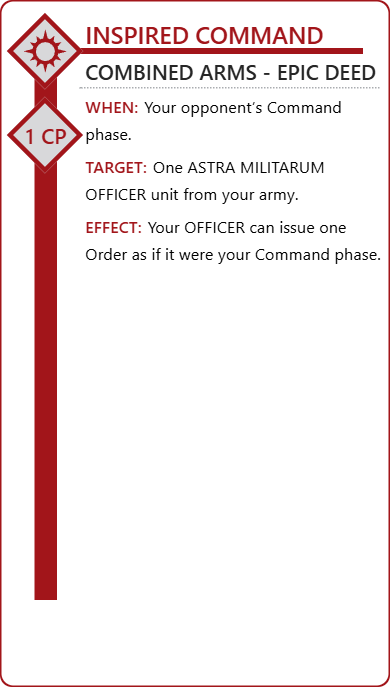 INSPIRED COMMAND
COMBINED ARMS - EPIC DEED
WHEN: Your opponent's Command
phase.
1 CP
TARGET: One ASTRA MILITARUM
OFFICER unit from your army.
EFFECT: Your OFFICER can issue one
Order as if it were your Command phase.